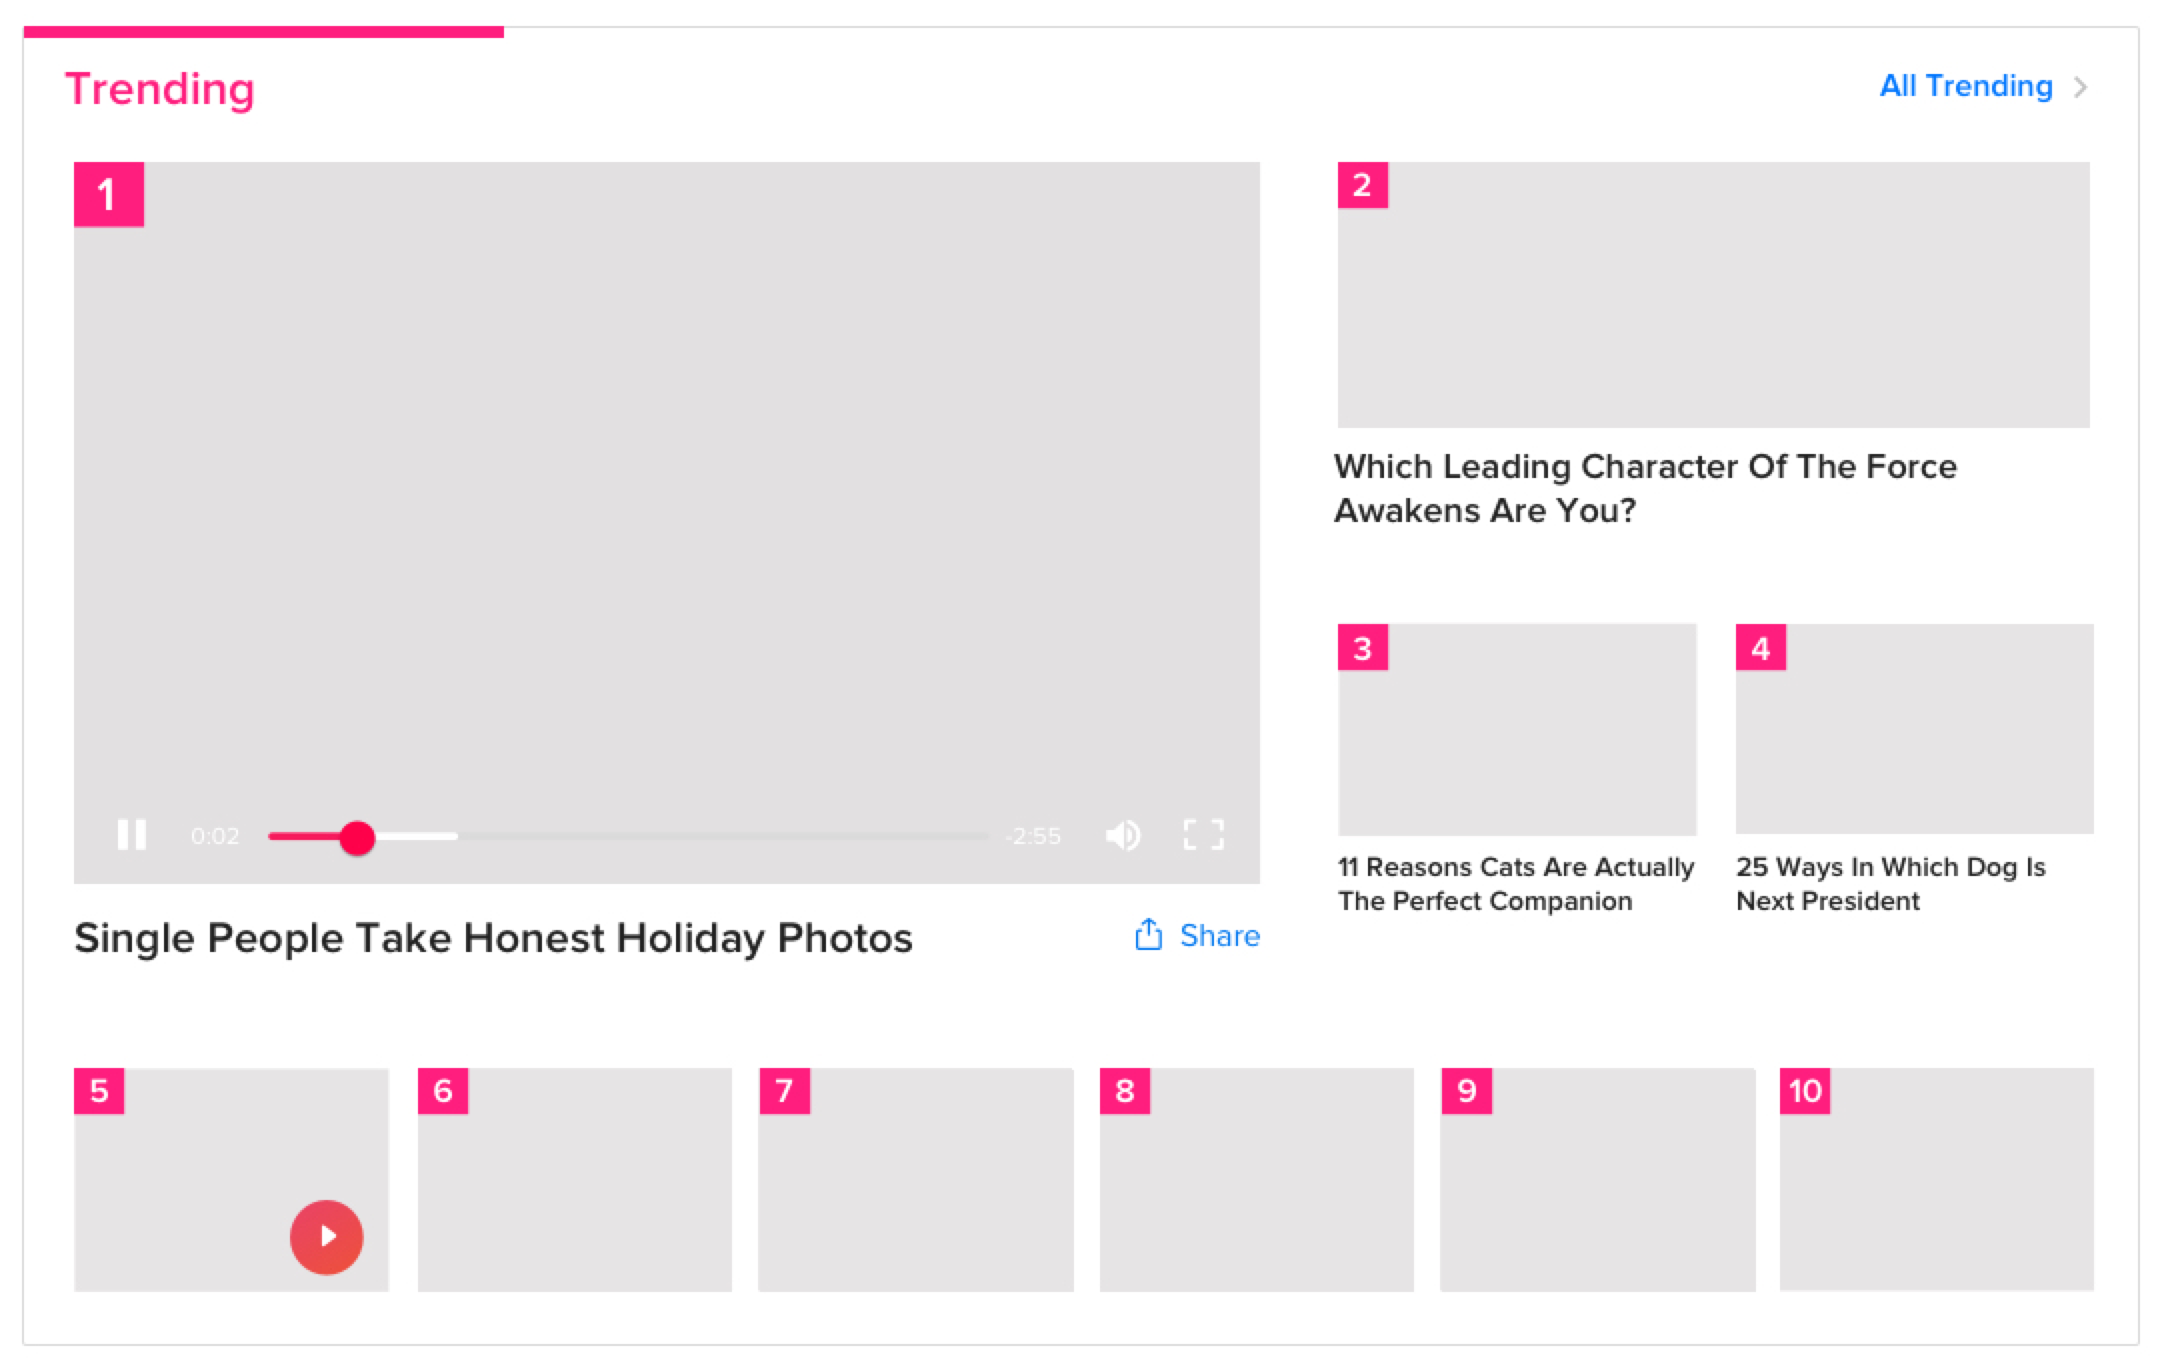 Trending
All Trending
1
0:02
-2:55
Single People Take Honest Holiday Photos
Share
2
Which Leading Character Of The Force
Awakens Are You?
3
11 Reasons Cats Are Actually
The Perfect Companion
4
25 Ways In Which Dog Is
Next President
5
6
7
8
9
10